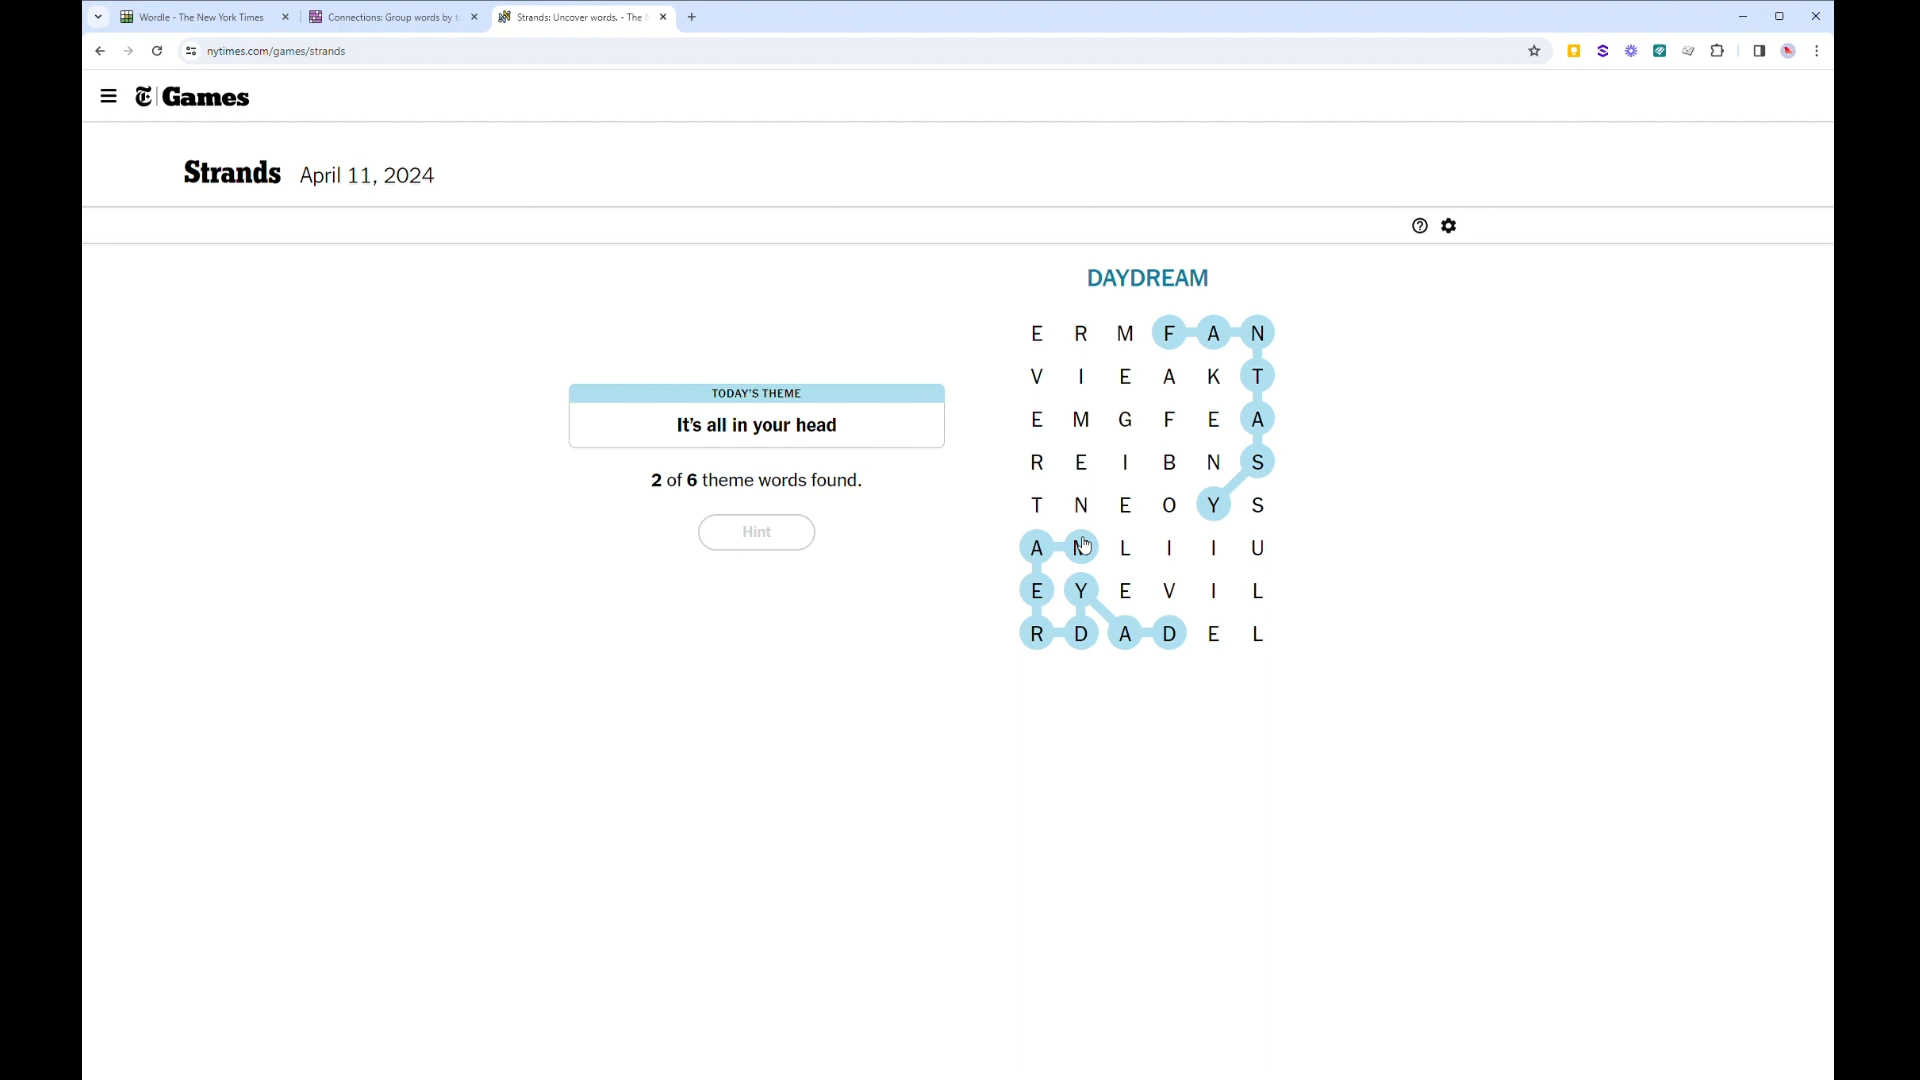 Wordle - The New York Times
Connections: Group words by t
Strands: Uncover words. - The N
nytimes.com/games/strands
Games
Strands April 11, 2024
DAYDREAM
E R M F A N
V I E A K T
E M G F E A
R E I B N S
T N E O Y S
A L I I U
E Y E V I L
R D A D E L
TODAY'S THEME
It's all in your head
2 of 6 theme words found.
Hint